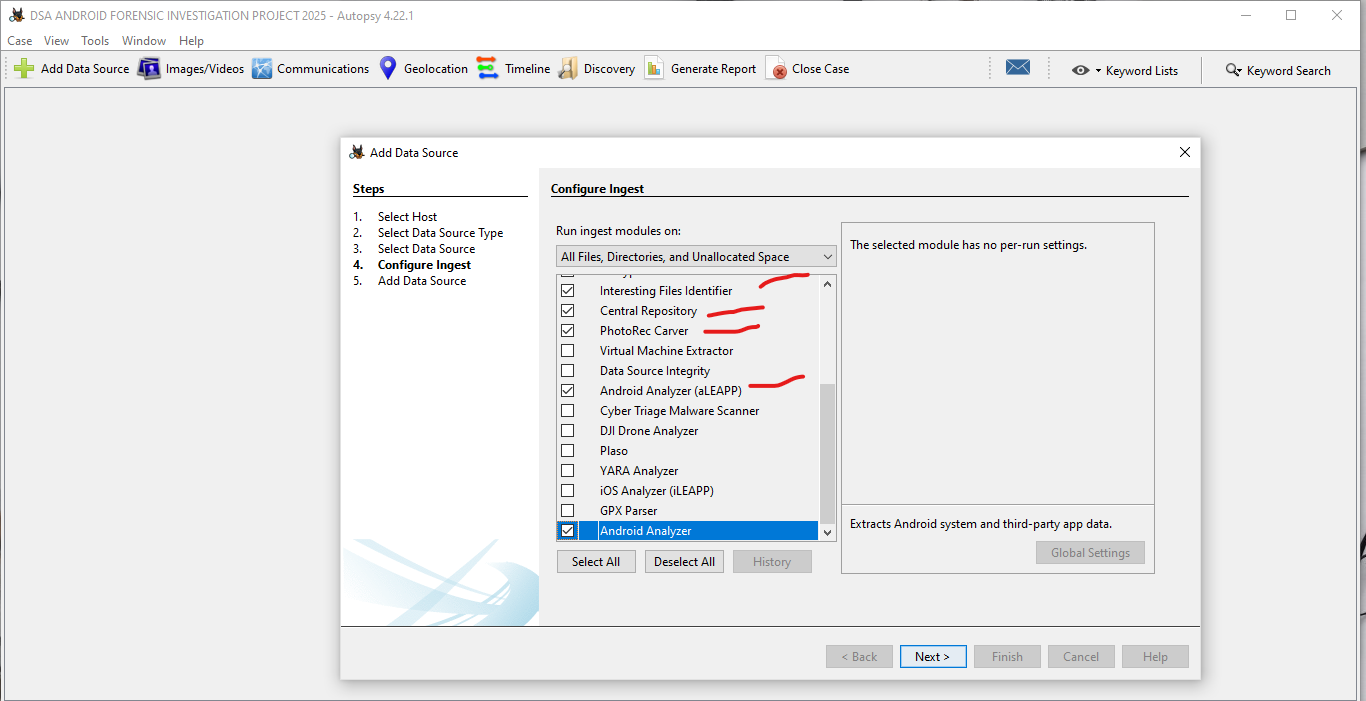 DSA ANDROID FORENSIC INVESTIGATION PROJECT 2025 - Autopsy 4.22.1
Case View Tools Window Help
Add Data Source Images/Videos Communications Geolocation Timeline Discovery Generate Report Close Case Keyword Lists Keyword Search
Add Data Source
Steps
1. Select Host
2. Select Data Source Type
3. Select Data Source
4. Configure Ingest
5. Add Data Source
Configure Ingest
Run ingest modules on:
All Files, Directories, and Unallocated Space
Interesting Files Identifier
Central Repository
PhotoRec Carver
Virtual Machine Extractor
Data Source Integrity
Android Analyzer (aLEAPP)
Cyber Triage Malware Scanner
DJI Drone Analyzer
Plaso
YARA Analyzer
iOS Analyzer (iLEAPP)
GPX Parser
Android Analyzer
Select All Deselect All History
The selected module has no per-run settings.
Extracts Android system and third-party app data.
Global Settings
< Back Next > Finish Cancel Help